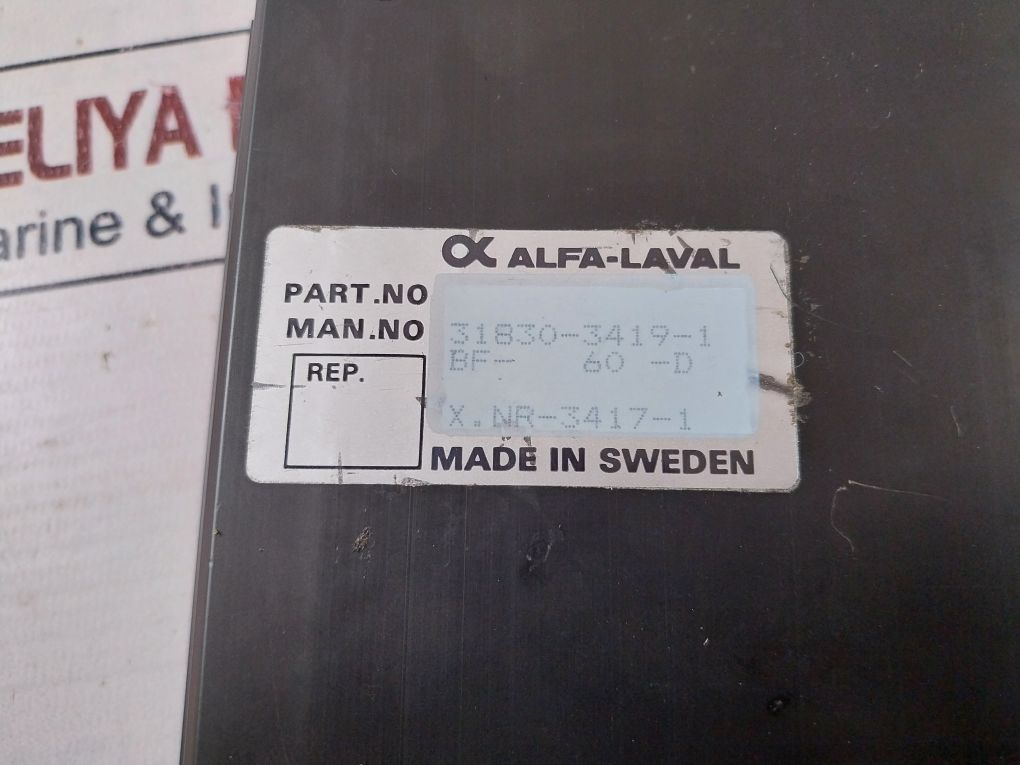 ELIYA
arine & I
ALFA-LAVAL
PART.NO
MAN.NO
31830-3419-1
BF- 60 -D
REP.
X.NR-3417-1
MADE IN SWEDEN